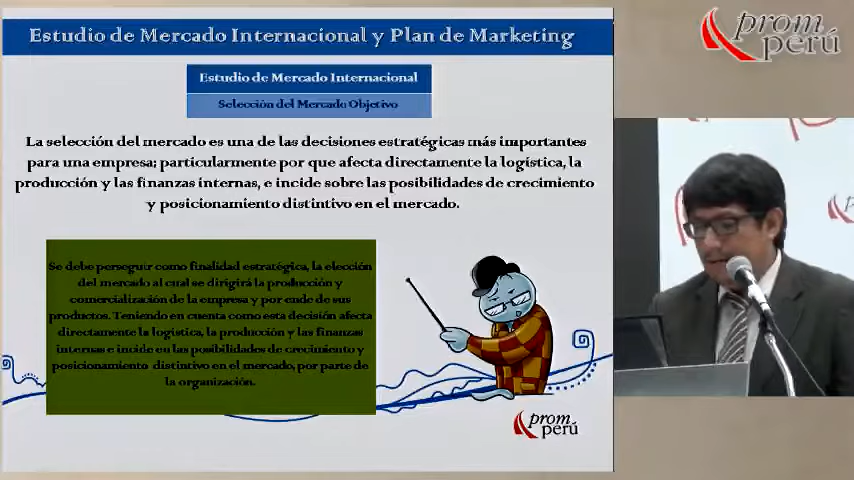 Estudio de Mercado Internacional y Plan de Marketing
prom
perú
Estudio de Mercado Internacional
Selección del Mercado Objetivo
La selección del mercado es una de las decisiones estratégicas más importantes
para una empresa; particularmente por que afecta directamente la logística, la
producción y las finanzas internas, e incide sobre las posibilidades de crecimiento
y posicionamiento distintivo en el mercado.
Se debe perseguir como finalidad estratégica, la elección
del mercado al cual se dirigirá la producción y
comercialización de la empresa y por ende de sus
productos. Teniendo en cuenta como esta decisión afecta
directamente la logística, la producción y las finanzas
internas e incide en las posibilidades de crecimiento y
posicionamiento distintivo en el mercado, por parte de
la organización.
prom
perú